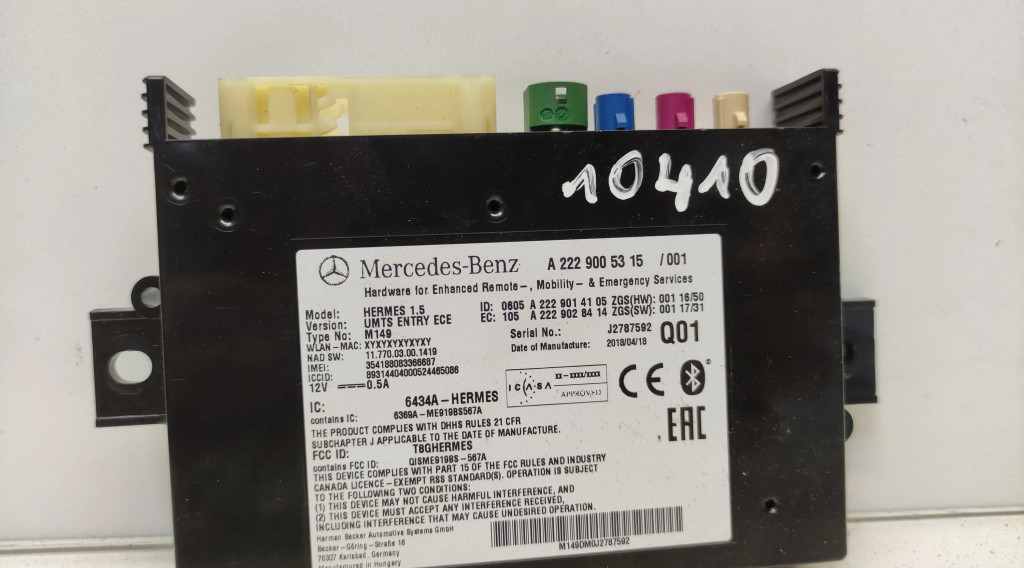 10410
Mercedes-Benz A 222 900 53 15 /001
Hardware for Enhanced Remote-, Mobility- & Emergency Services
Model: HERMES 1.5 ID: 0605 A 222 901 41 05 ZGS(HW): 001 16/50
Version: UMTS ENTRY ECE EC: 105 A 222 902 84 14 ZGS(SW): 001 17/31
Type No: M149 Serial No.: J2787592 Q01
WLAN-MAC: XYXYXYXYXYXY Date of Manufacture: 2018/04/18
NAD SW: 11.770.03.00.1419
IMEI: 354188083366687
ICCID: 89314404000524465086
12V 0.5A
ICASA XX-XXXX/XXXX
APPROVED
CE
EAC
IC: 6434A-HERMES
contains IC: 6369A-ME919BS567A
THE PRODUCT COMPLIES WITH DHHS RULES 21 CFR
SUBCHAPTER J APPLICABLE TO THE DATE OF MANUFACTURE.
FCC ID: T8GHERMES
contains FCC ID: QISME919BS-567A
THIS DEVICE COMPLIES WITH PART 15 OF THE FCC RULES AND INDUSTRY
CANADA LICENCE-EXEMPT RSS STANDARD(S). OPERATION IS SUBJECT
TO THE FOLLOWING TWO CONDITIONS:
(1) THIS DEVICE MAY NOT CAUSE HARMFUL INTERFERENCE, AND
(2) THIS DEVICE MUST ACCEPT ANY INTERFERENCE RECEIVED,
INCLUDING INTERFERENCE THAT MAY CAUSE UNDESIRED OPERATION.
Harman Becker Automotive Systems GmbH
Becker-Göring-Straße 16
76307 Karlsbad, Germany
Manufactured in Hungary
M149DM0J2787592